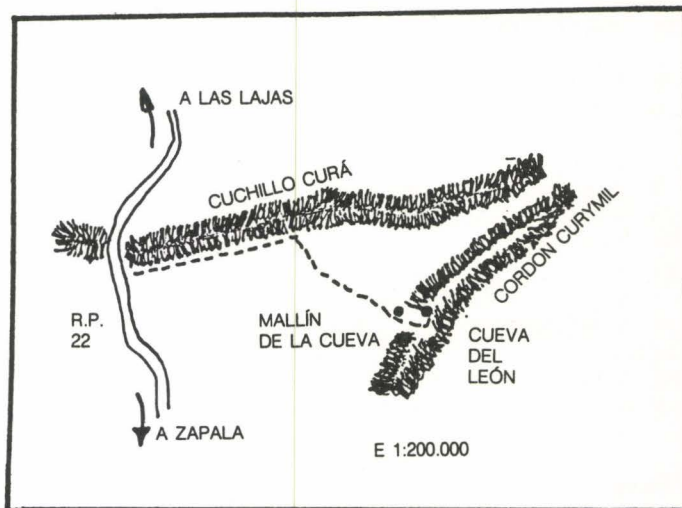 A LAS LAJAS
CUCHILLO CURÁ
CORDON CURYMIL
R.P.
22
MALLÍN
DE LA CUEVA
CUEVA
DEL
LEÓN
A ZAPALA
E 1:200.000